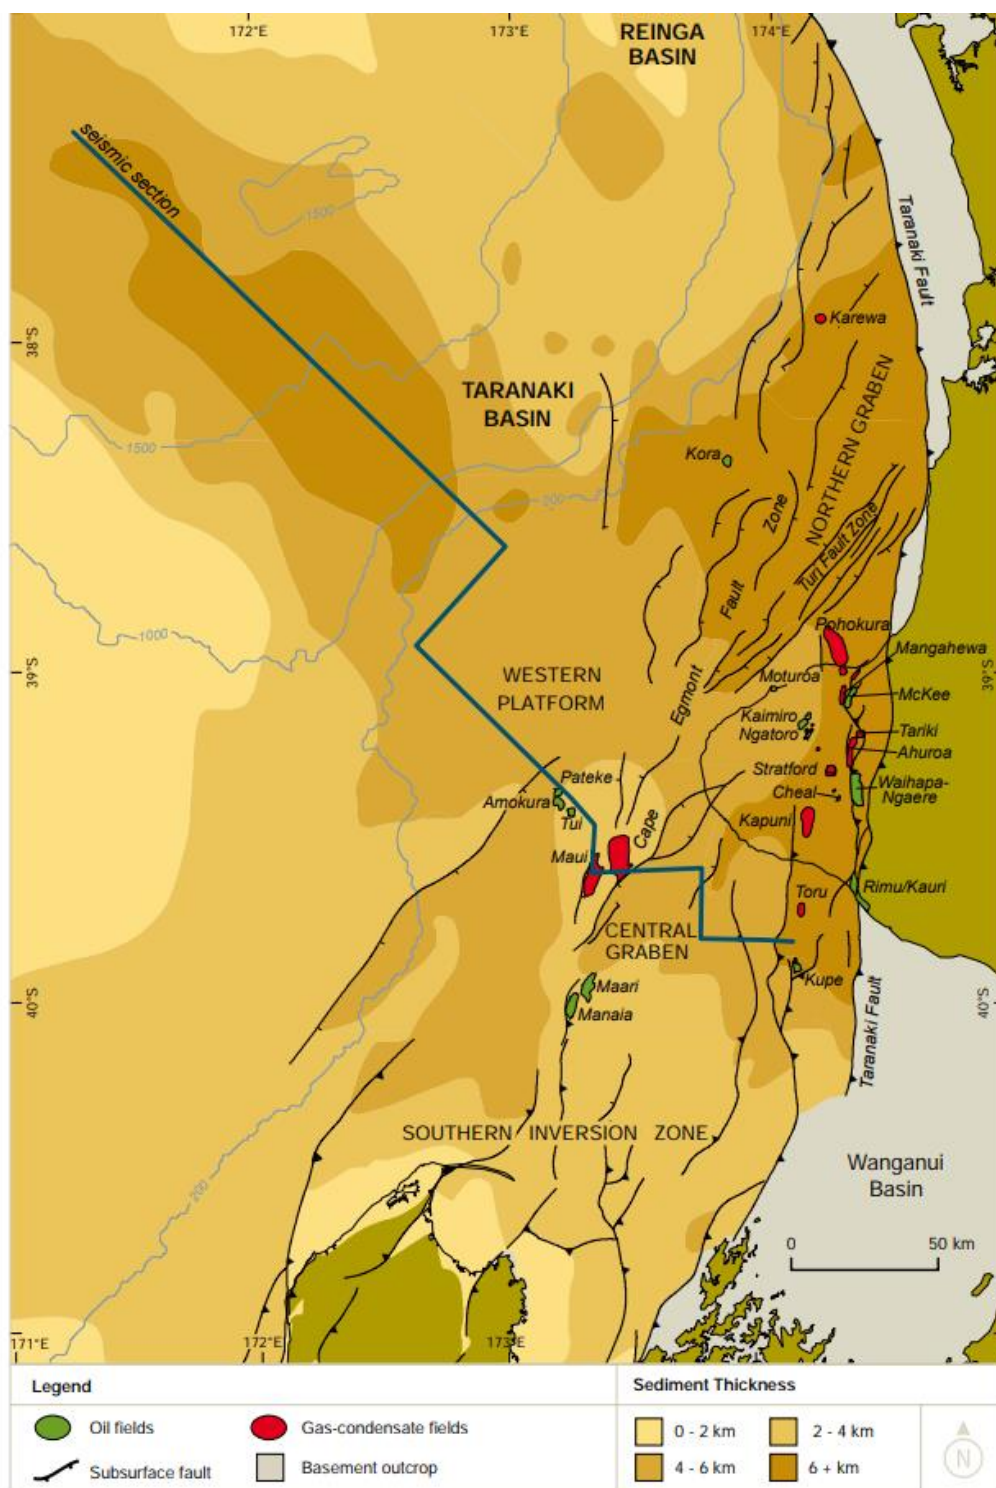 172°E
173°E
174°E
REINGA
BASIN
seismic section
1500
Taranaki Fault
38°S
Karewa
TARANAKI
BASIN
NORTHERN GRABEN
1500
Kora
200
Zone
Turi Fault Zone
Fault
Pohokura
1000
Mangahewa
39°S
39°S
WESTERN
PLATFORM
Moturoa
McKee
Egmont
Kaimiro
Ngatoro
Tariki
Ahuroa
Stratford
Pateke
Waihapa-
Ngaere
Cheal
Amokura
Tui
Kapuni
Cape
Maui
Rimu/Kauri
Toru
CENTRAL
GRABEN
Kupe
Maari
Manaia
40°S
40°S
Taranaki Fault
SOUTHERN INVERSION ZONE
Wanganui
Basin
200
0
50 km
171°E
172°E
173°E
Legend
Oil fields
Gas-condensate fields
Subsurface fault
Basement outcrop
Sediment Thickness
0 - 2 km
2 - 4 km
4 - 6 km
6 + km
N